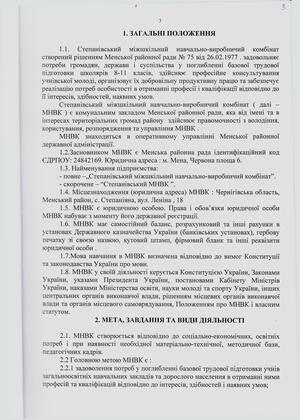 3
1. ЗАГАЛЬНІ ПОЛОЖЕННЯ
1.1. Степанівський міжшкільний навчально-виробничий комбінат
створений рішенням Менської районної ради № 75 від 26.02.1977 . задовольняє
потреби громадян, держави і суспільства у поглибленні базової трудової
підготовки школярів 8-11 класів, здійснює професійне консультування
учнівської молоді, організовує їх добровільну продуктивну працю та забезпечує
реалізацію потреб особистості в отриманні професії і кваліфікації відповідно до
її інтересів, здібностей, наявних умов.
Степанівський міжшкільний навчально-виробничий комбінат ( далі –
МНВК ) є комунальним закладом Менської районної ради, яка від імені та в
інтересах територіальних громад району здійснює правомочності з володіння,
користування, розпорядження та управління МНВК .
МНВК знаходиться в оперативному управлінні Менської районної
державної адміністрації.
1.2.Засновником МНВК є Менська районна рада ідентифікаційний код
ЄДРПОУ: 24842169. Юридична адреса : м. Мена, Червона площа 6.
1.3. Найменування підприємства:
- повне –„Степанівський міжшкільний навчально-виробничий комбінат”.
- скорочене – “Степанівський МНВК ”.
1.4. Місцезнаходження (юридична адреса) МНВК : Чернігівська область,
Менський район, с. Степанівка, вул. Леніна , 81
1.5. МНВК є юридичною особою. Права і обов’язки юридичної особи
МНВК набуває з моменту його державної реєстрації.
1.6. МНВК має самостійний баланс, розрахунковий та інші рахунки в
установах Державного казначейства України (банківських установах), гербову
печатку зі своєю назвою, кутовий штамп, фірмовий бланк та інші реквізити
юридичної особи .
1.7.Мова навчання в МНВК визначена відповідно до вимог Конституції
та законодавства України про мови.
1.8. МНВК у своїй діяльності керується Конституцією України, Законами
України, указами Президента України, постановами Кабінету Міністрів
України, наказами Міністерства освіти, науки молоді та спорту України, інших
центральних органів виконавчої влади, рішенням місцевих органів виконавчої
влади та органів місцевого самоврядування, Положенням про МНВК і власним
статутом.
2. МЕТА, ЗАВДАННЯ ТА ВИДИ ДІЯЛЬНОСТІ
2.1. МНВК створюється відповідно до соціально-економічних, освітніх
потреб і при наявності необхідної матеріально-технічної, методичної бази,
педагогічних кадрів.
2.2 Головною метою МНВК є :
2.2.1 задоволення потреб у поглибленні базової трудової підготовки учнів
загальноосвітніх навчальних закладів та дорослого населення в отриманні ними
професій та кваліфікацій відповідно до інтересів, здібностей і наявних умов;